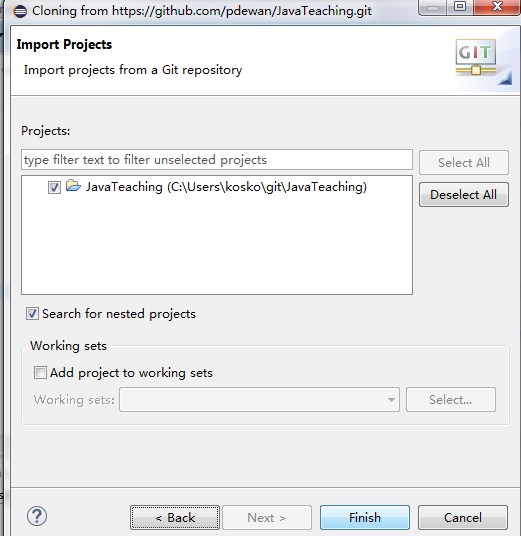 Cloning from https://github.com/pdewan/JavaTeaching.git
Import Projects
Import projects from a Git repository
GIT
Projects:
type filter text to filter unselected projects
Select All
JavaTeaching (C:\Users\kosko\git\JavaTeaching)
Deselect All
Search for nested projects
Working sets
Add project to working sets
Working sets:
Select...
?
< Back
Next >
Finish
Cancel